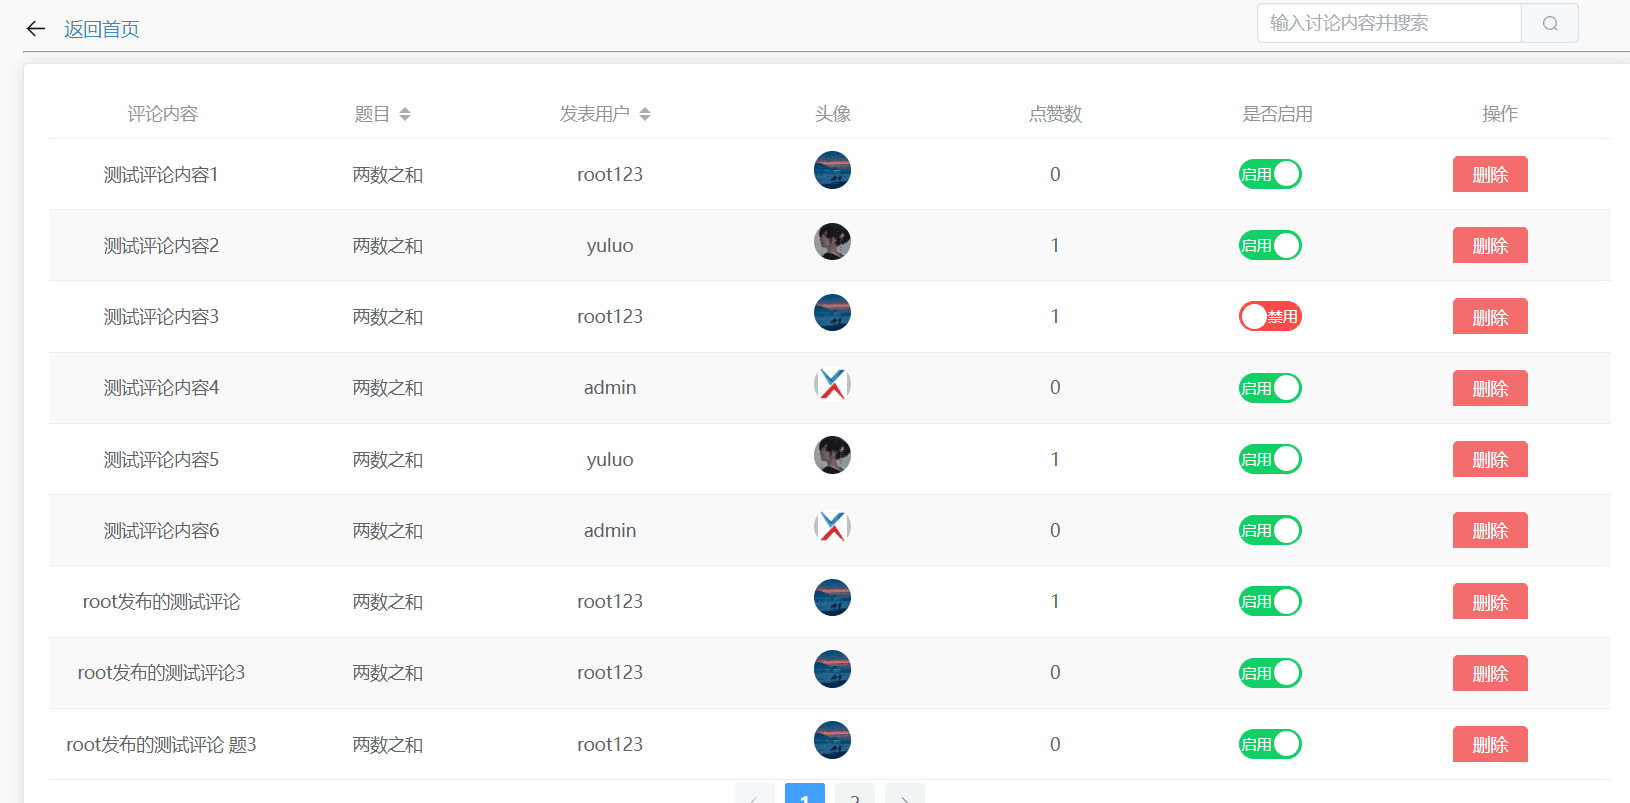 返回首页
输入讨论内容并搜索
评论内容 题目 发表用户 头像 点赞数 是否启用 操作
测试评论内容1 两数之和 root123 0 启用 删除
测试评论内容2 两数之和 yuluo 1 启用 删除
测试评论内容3 两数之和 root123 1 禁用 删除
测试评论内容4 两数之和 admin 0 启用 删除
测试评论内容5 两数之和 yuluo 1 启用 删除
测试评论内容6 两数之和 admin 0 启用 删除
root发布的测试评论 两数之和 root123 1 启用 删除
root发布的测试评论3 两数之和 root123 0 启用 删除
root发布的测试评论 题3 两数之和 root123 0 启用 删除
1 2